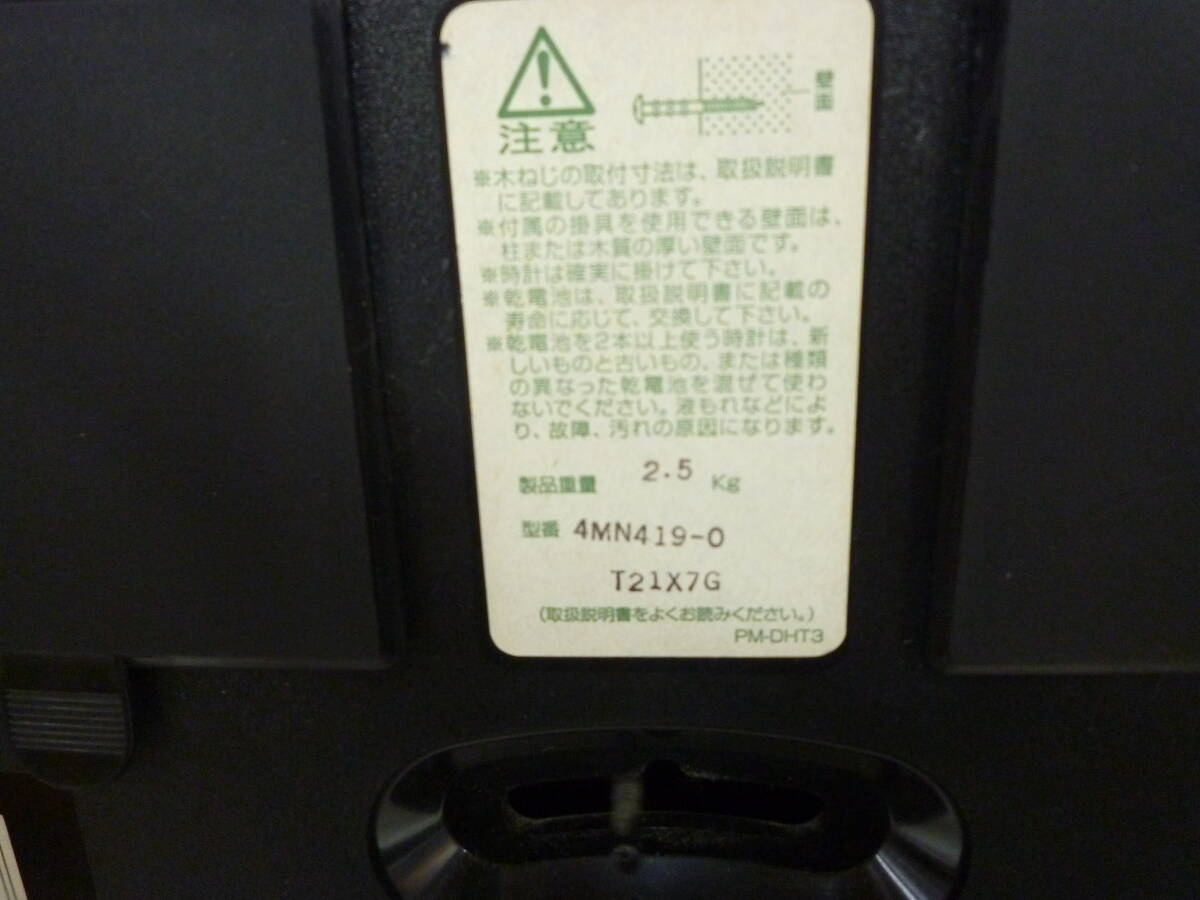 注意
壁面
※木ねじの取付寸法は、取扱説明書
に記載してあります。
※付属の掛具を使用できる壁面は、
柱または木質の厚い壁面です。
※時計は確実に掛けて下さい。
※乾電池は、取扱説明書に記載の
寿命に応じて、交換して下さい。
※乾電池を2本以上使う時計は、新
しいものと古いもの、または種類
の異なった乾電池を混ぜて使わ
ないでください。液もれなどによ
り、故障、汚れの原因になります。
製品重量 2.5 Kg
型番 4MN419-0
T21X7G
(取扱説明書をよくお読みください。)
PM-DHT3